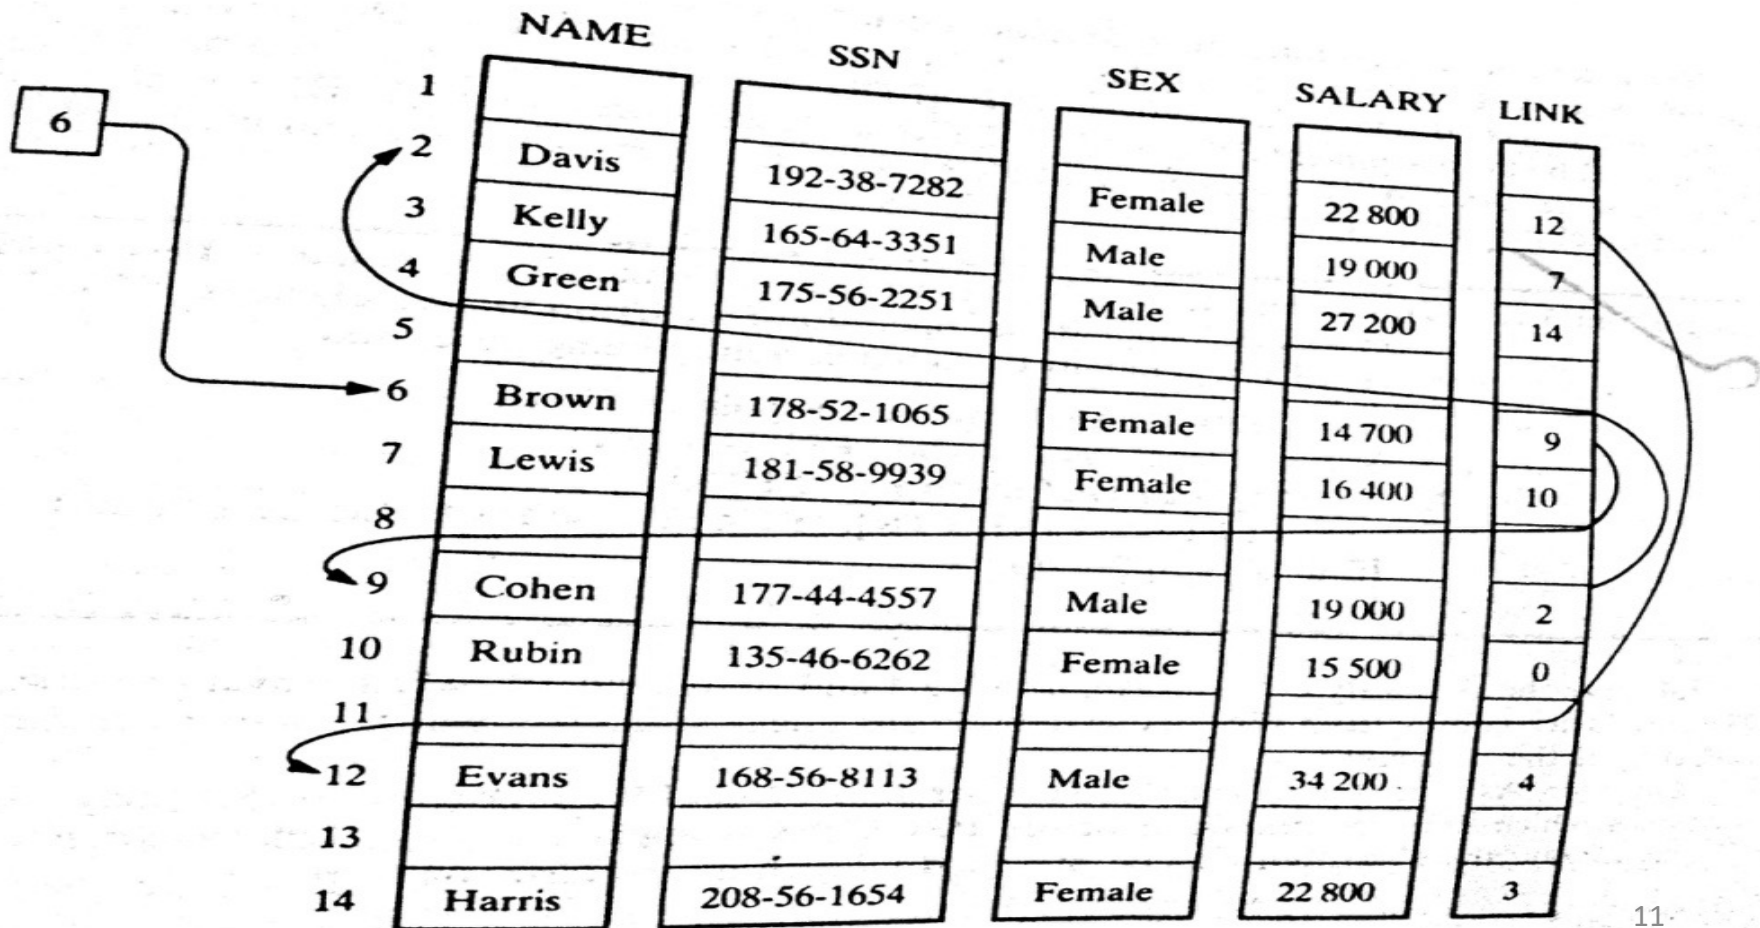 NAME SSN SEX SALARY LINK
6
1
2 Davis 192-38-7282 Female 22 800 12
3 Kelly 165-64-3351 Male 19 000 7
4 Green 175-56-2251 Male 27 200 14
5
6 Brown 178-52-1065 Female 14 700 9
7 Lewis 181-58-9939 Female 16 400 10
8
9 Cohen 177-44-4557 Male 19 000 2
10 Rubin 135-46-6262 Female 15 500 0
11
12 Evans 168-56-8113 Male 34 200 4
13
14 Harris 208-56-1654 Female 22 800 3
11